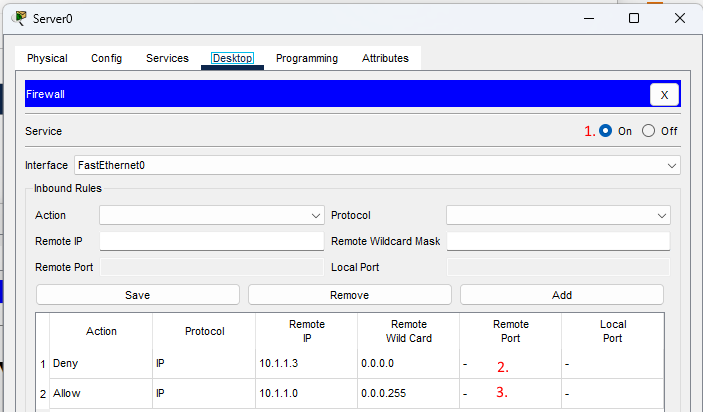 Server0
Physical Config Services Desktop Programming Attributes
Firewall X
Service 1. On Off
Interface FastEthernet0
Inbound Rules
Action Protocol
Remote IP Remote Wildcard Mask
Remote Port Local Port
Save Remove Add
Action Protocol Remote IP Remote Wild Card Remote Port Local Port
1 Deny IP 10.1.1.3 0.0.0.0 - 2. -
2 Allow IP 10.1.1.0 0.0.0.255 - 3. -